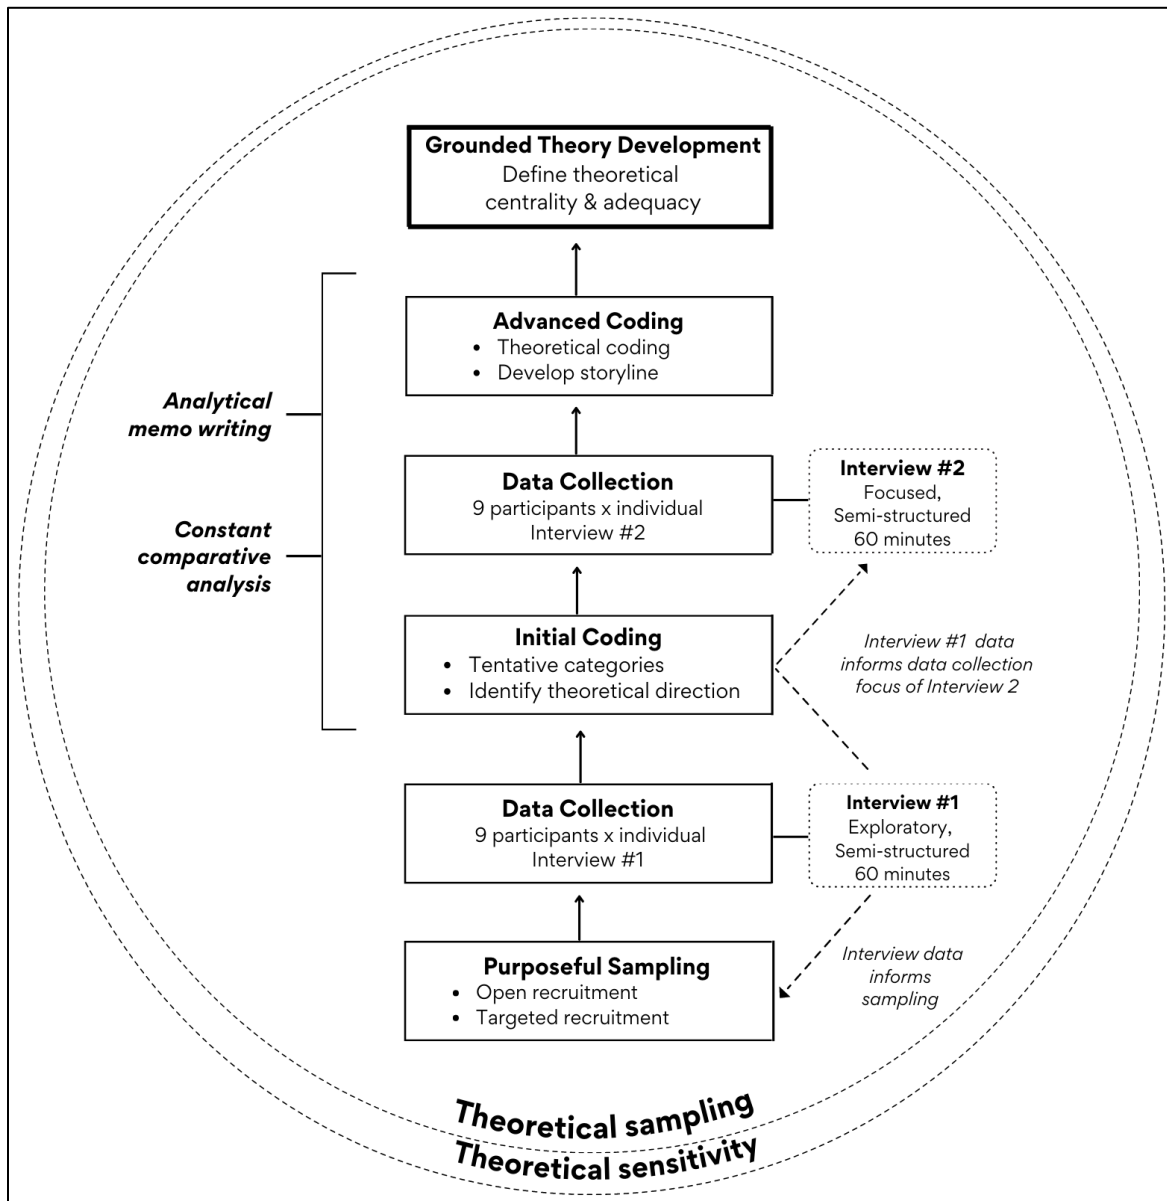 Grounded Theory Development
Define theoretical
centrality & adequacy
Advanced Coding
• Theoretical coding
• Develop storyline
Analytical
memo writing
Data Collection
9 participants x individual
Interview #2
Interview #2
Focused,
Semi-structured
60 minutes
Constant
comparative
analysis
Initial Coding
• Tentative categories
• Identify theoretical direction
Interview #1 data
informs data collection
focus of Interview 2
Data Collection
9 participants x individual
Interview #1
Interview #1
Exploratory,
Semi-structured
60 minutes
Purposeful Sampling
• Open recruitment
• Targeted recruitment
Interview data
informs
sampling
Theoretical sampling
Theoretical sensitivity